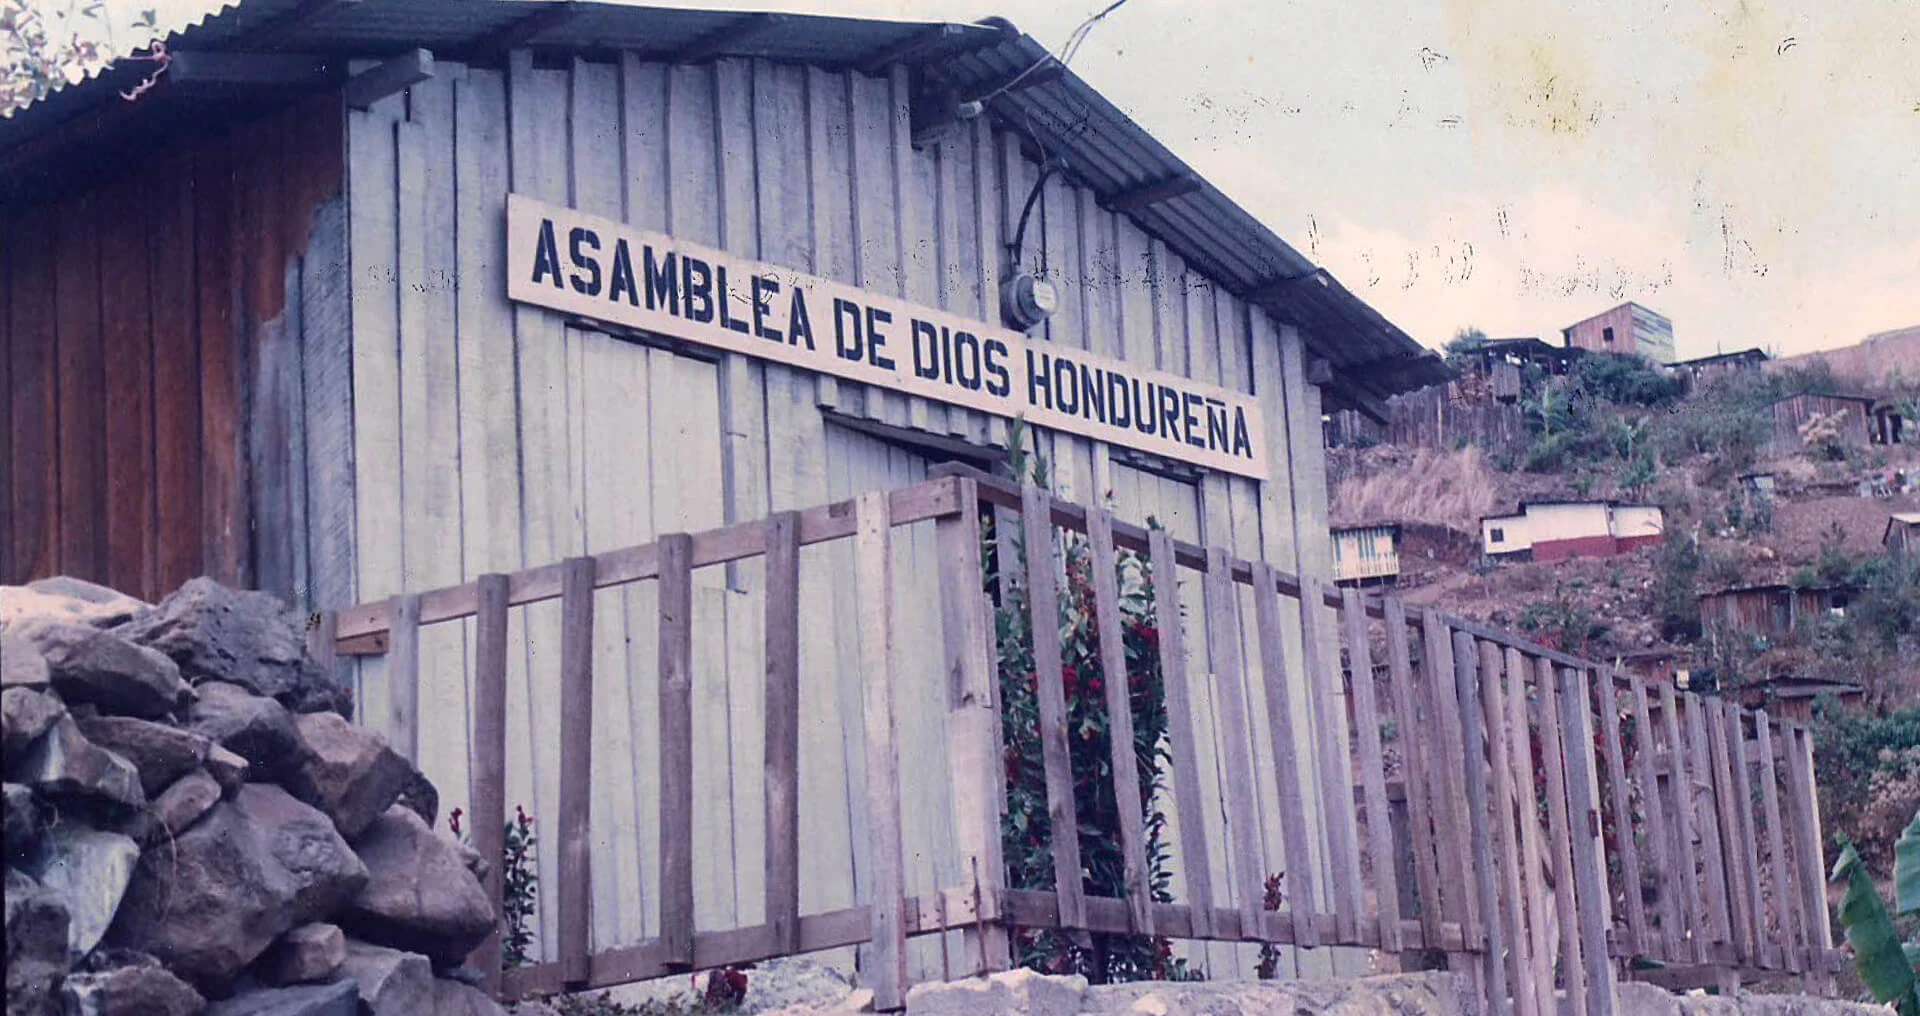 ASAMBLEA DE DIOS HONDUREÑA